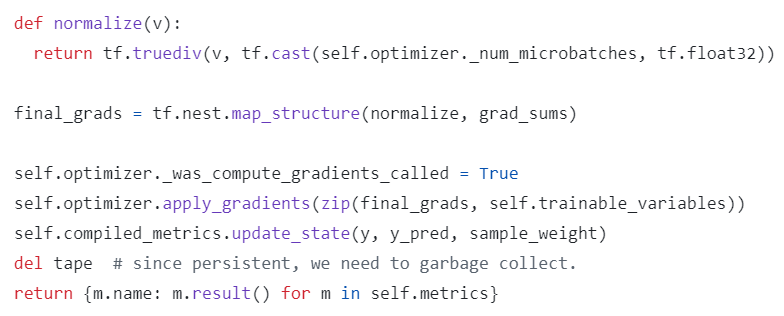 def normalize(v):
  return tf.truediv(v, tf.cast(self.optimizer._num_microbatches, tf.float32))

final_grads = tf.nest.map_structure(normalize, grad_sums)

self.optimizer._was_compute_gradients_called = True
self.optimizer.apply_gradients(zip(final_grads, self.trainable_variables))
self.compiled_metrics.update_state(y, y_pred, sample_weight)
del tape  # since persistent, we need to garbage collect.
return {m.name: m.result() for m in self.metrics}